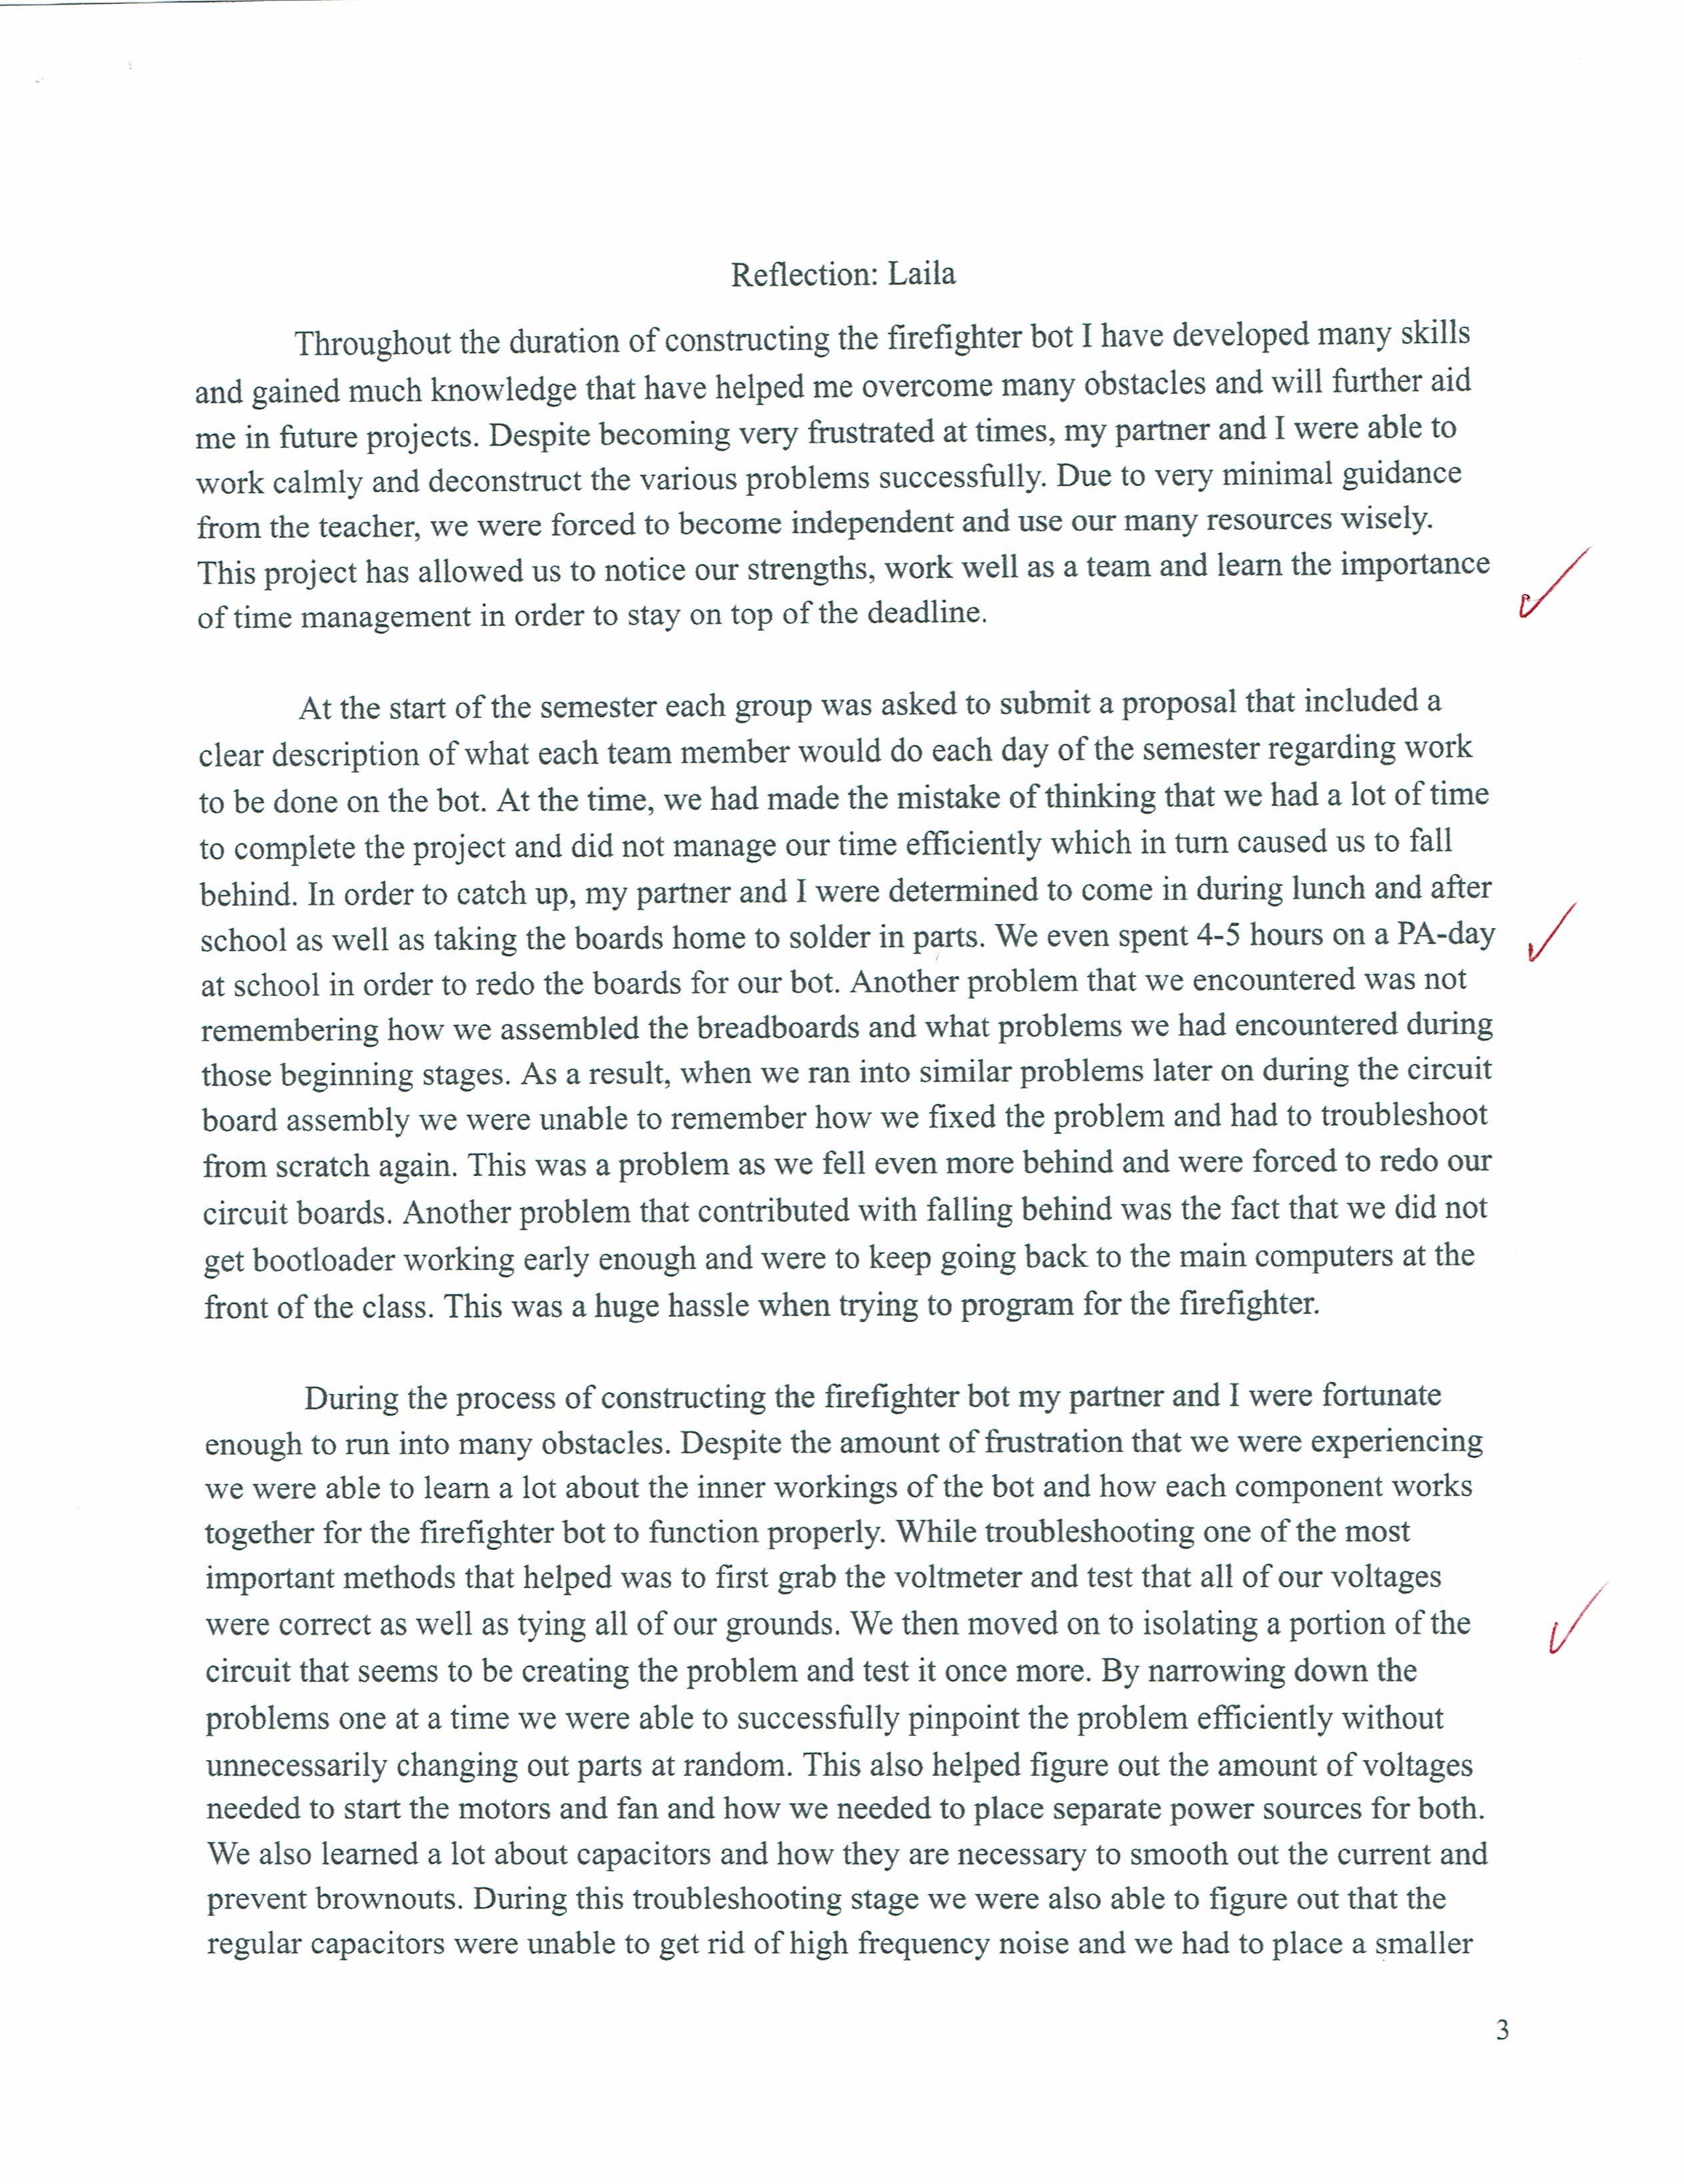 Reflection: Laila
Throughout the duration of constructing the firefighter bot I have developed many skills
and gained much knowledge that have helped me overcome many obstacles and will further aid
me in future projects. Despite becoming very frustrated at times, my partner and I were able to
work calmly and deconstruct the various problems successfully. Due to very minimal guidance
from the teacher, we were forced to become independent and use our many resources wisely.
This project has allowed us to notice our strengths, work well as a team and learn the importance
of time management in order to stay on top of the deadline.
At the start of the semester each group was asked to submit a proposal that included a
clear description of what each team member would do each day of the semester regarding work
to be done on the bot. At the time, we had made the mistake of thinking that we had a lot of time
to complete the project and did not manage our time efficiently which in turn caused us to fall
behind. In order to catch up, my partner and I were determined to come in during lunch and after
school as well as taking the boards home to solder in parts. We even spent 4-5 hours on a PA-day
at school in order to redo the boards for our bot. Another problem that we encountered was not
remembering how we assembled the breadboards and what problems we had encountered during
those beginning stages. As a result, when we ran into similar problems later on during the circuit
board assembly we were unable to remember how we fixed the problem and had to troubleshoot
from scratch again. This was a problem as we fell even more behind and were forced to redo our
circuit boards. Another problem that contributed with falling behind was the fact that we did not
get bootloader working early enough and were to keep going back to the main computers at the
front of the class. This was a huge hassle when trying to program for the firefighter.
During the process of constructing the firefighter bot my partner and I were fortunate
enough to run into many obstacles. Despite the amount of frustration that we were experiencing
we were able to learn a lot about the inner workings of the bot and how each component works
together for the firefighter bot to function properly. While troubleshooting one of the most
important methods that helped was to first grab the voltmeter and test that all of our voltages
were correct as well as tying all of our grounds. We then moved on to isolating a portion of the
circuit that seems to be creating the problem and test it once more. By narrowing down the
problems one at a time we were able to successfully pinpoint the problem efficiently without
unnecessarily changing out parts at random. This also helped figure out the amount of voltages
needed to start the motors and fan and how we needed to place separate power sources for both.
We also learned a lot about capacitors and how they are necessary to smooth out the current and
prevent brownouts. During this troubleshooting stage we were also able to figure out that the
regular capacitors were unable to get rid of high frequency noise and we had to place a smaller
3